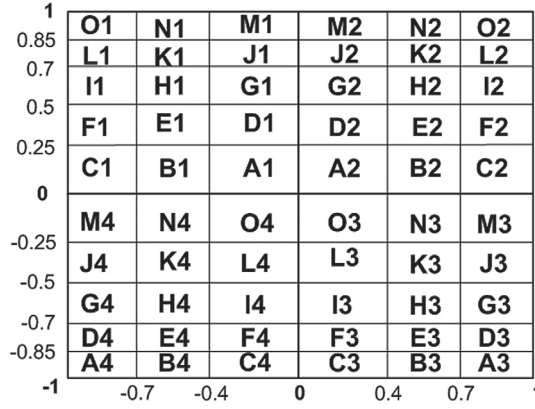 1
O1 N1 M1 M2 N2 O2
0.85
L1 K1 J1 J2 K2 L2
0.7
I1 H1 G1 G2 H2 I2
0.5
F1 E1 D1 D2 E2 F2
0.25
C1 B1 A1 A2 B2 C2
0
M4 N4 O4 O3 N3 M3
-0.25
J4 K4 L4 L3 K3 J3
-0.5
G4 H4 I4 I3 H3 G3
-0.7
D4 E4 F4 F3 E3 D3
-0.85
A4 B4 C4 C3 B3 A3
-1
-0.7 -0.4 0 0.4 0.7